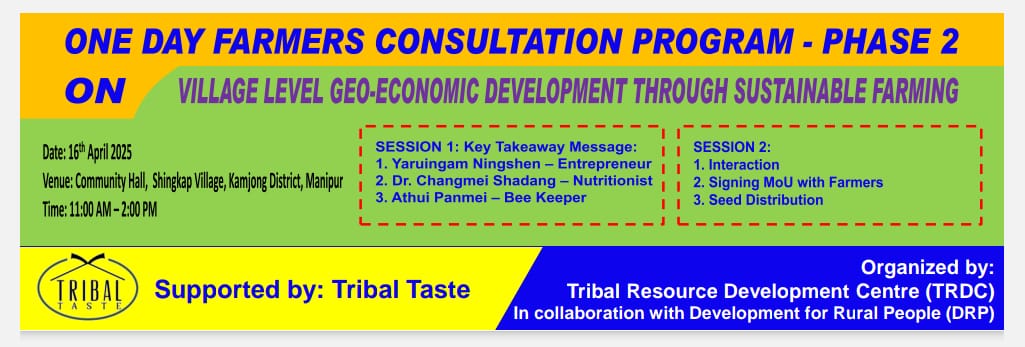 ONE DAY FARMERS CONSULTATION PROGRAM - PHASE 2
ON VILLAGE LEVEL GEO-ECONOMIC DEVELOPMENT THROUGH SUSTAINABLE FARMING
Date: 16th April 2025
Venue: Community Hall, Shingkap Village, Kamjong District, Manipur
Time: 11:00 AM – 2:00 PM
SESSION 1: Key Takeaway Message:
1. Yaruingam Ningshen – Entrepreneur
2. Dr. Changmei Shadang – Nutritionist
3. Athui Panmei – Bee Keeper
SESSION 2:
1. Interaction
2. Signing MoU with Farmers
3. Seed Distribution
TRIBAL
TASTE
Supported by: Tribal Taste
Organized by:
Tribal Resource Development Centre (TRDC)
In collaboration with Development for Rural People (DRP)